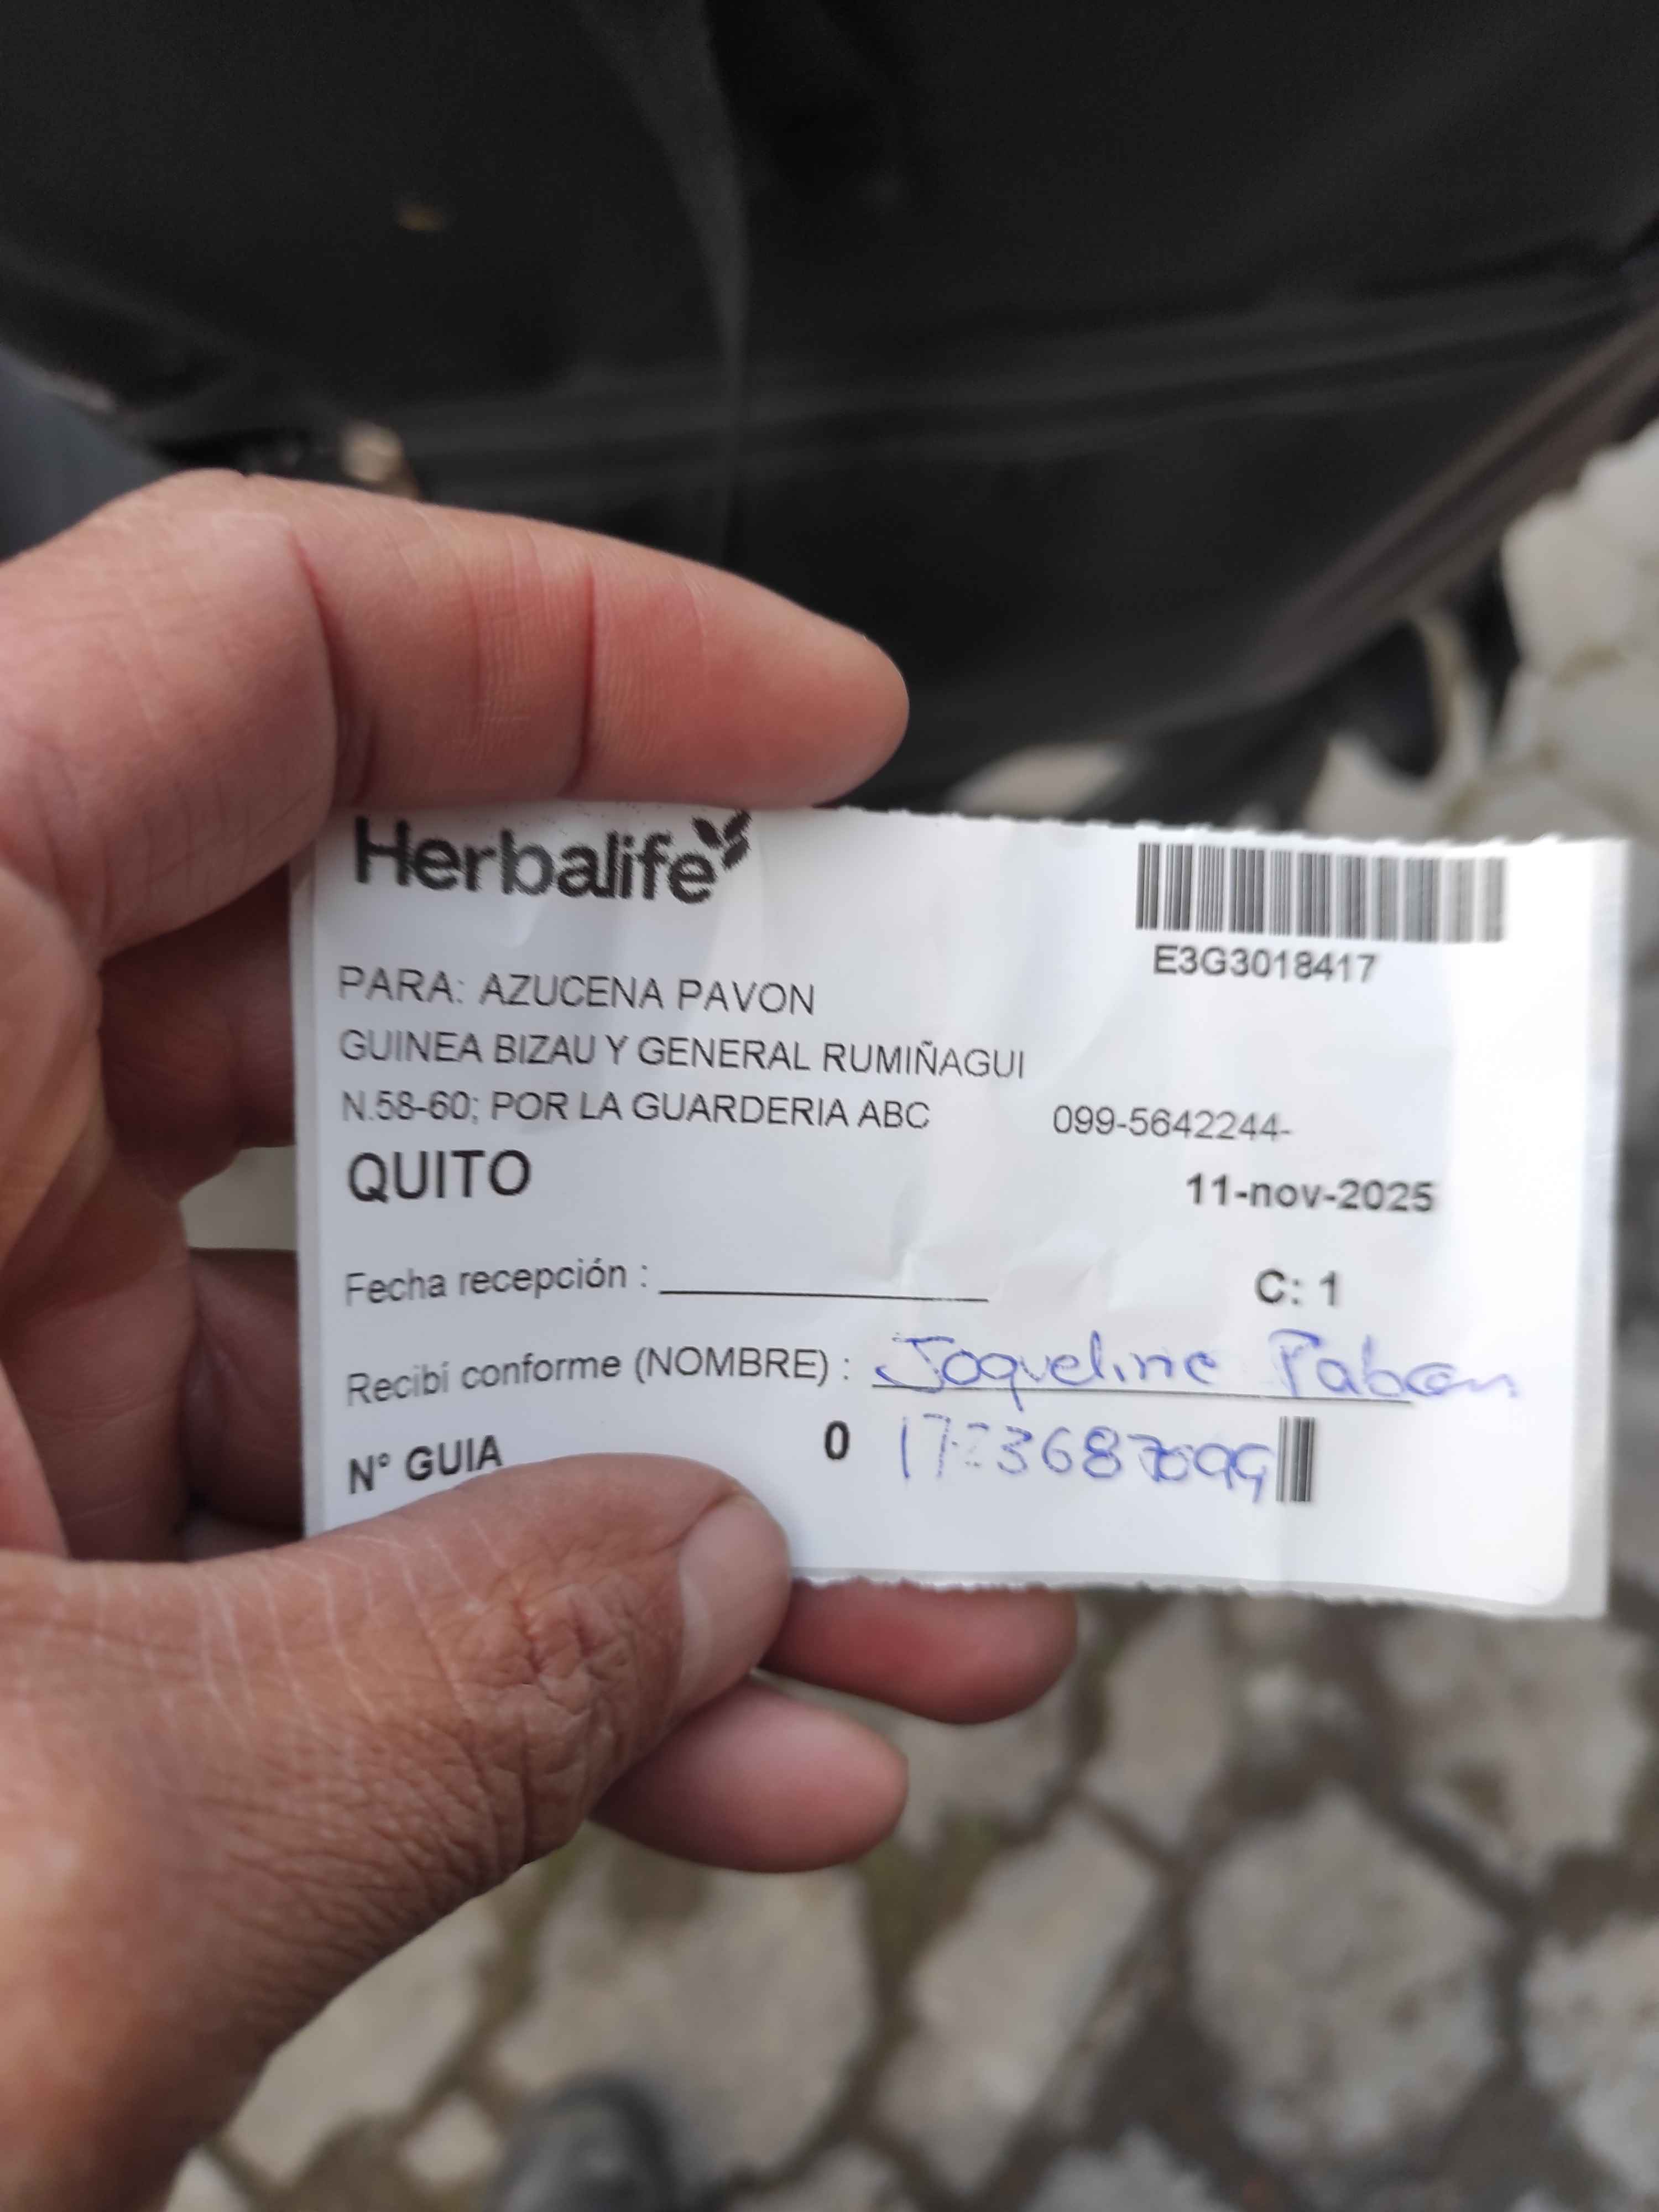 Herbalife
E3G3018417
PARA: AZUCENA PAVON
GUINEA BIZAU Y GENERAL RUMIÑAGUI
N.58-60; POR LA GUARDERIA ABC 099-5642244-
QUITO 11-nov-2025
Fecha recepción :
C: 1
Recibí conforme (NOMBRE) : Joqueline Pabon
N° GUIA 0